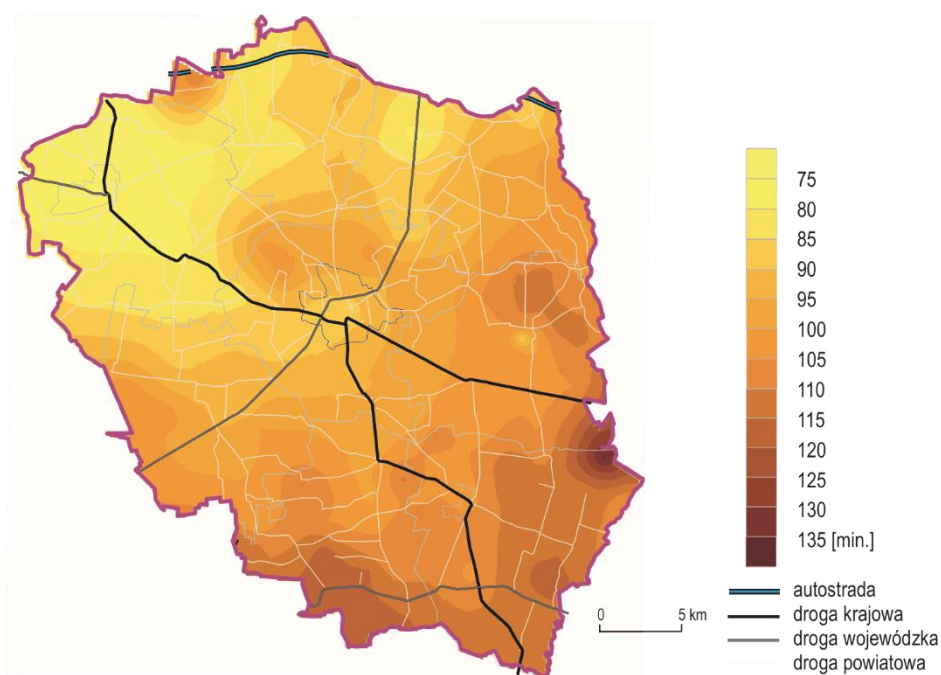 75
80
85
90
95
100
105
110
115
120
125
130
135 [min.]
0 5 km
autostrada
droga krajowa
droga wojewódzka
droga powiatowa